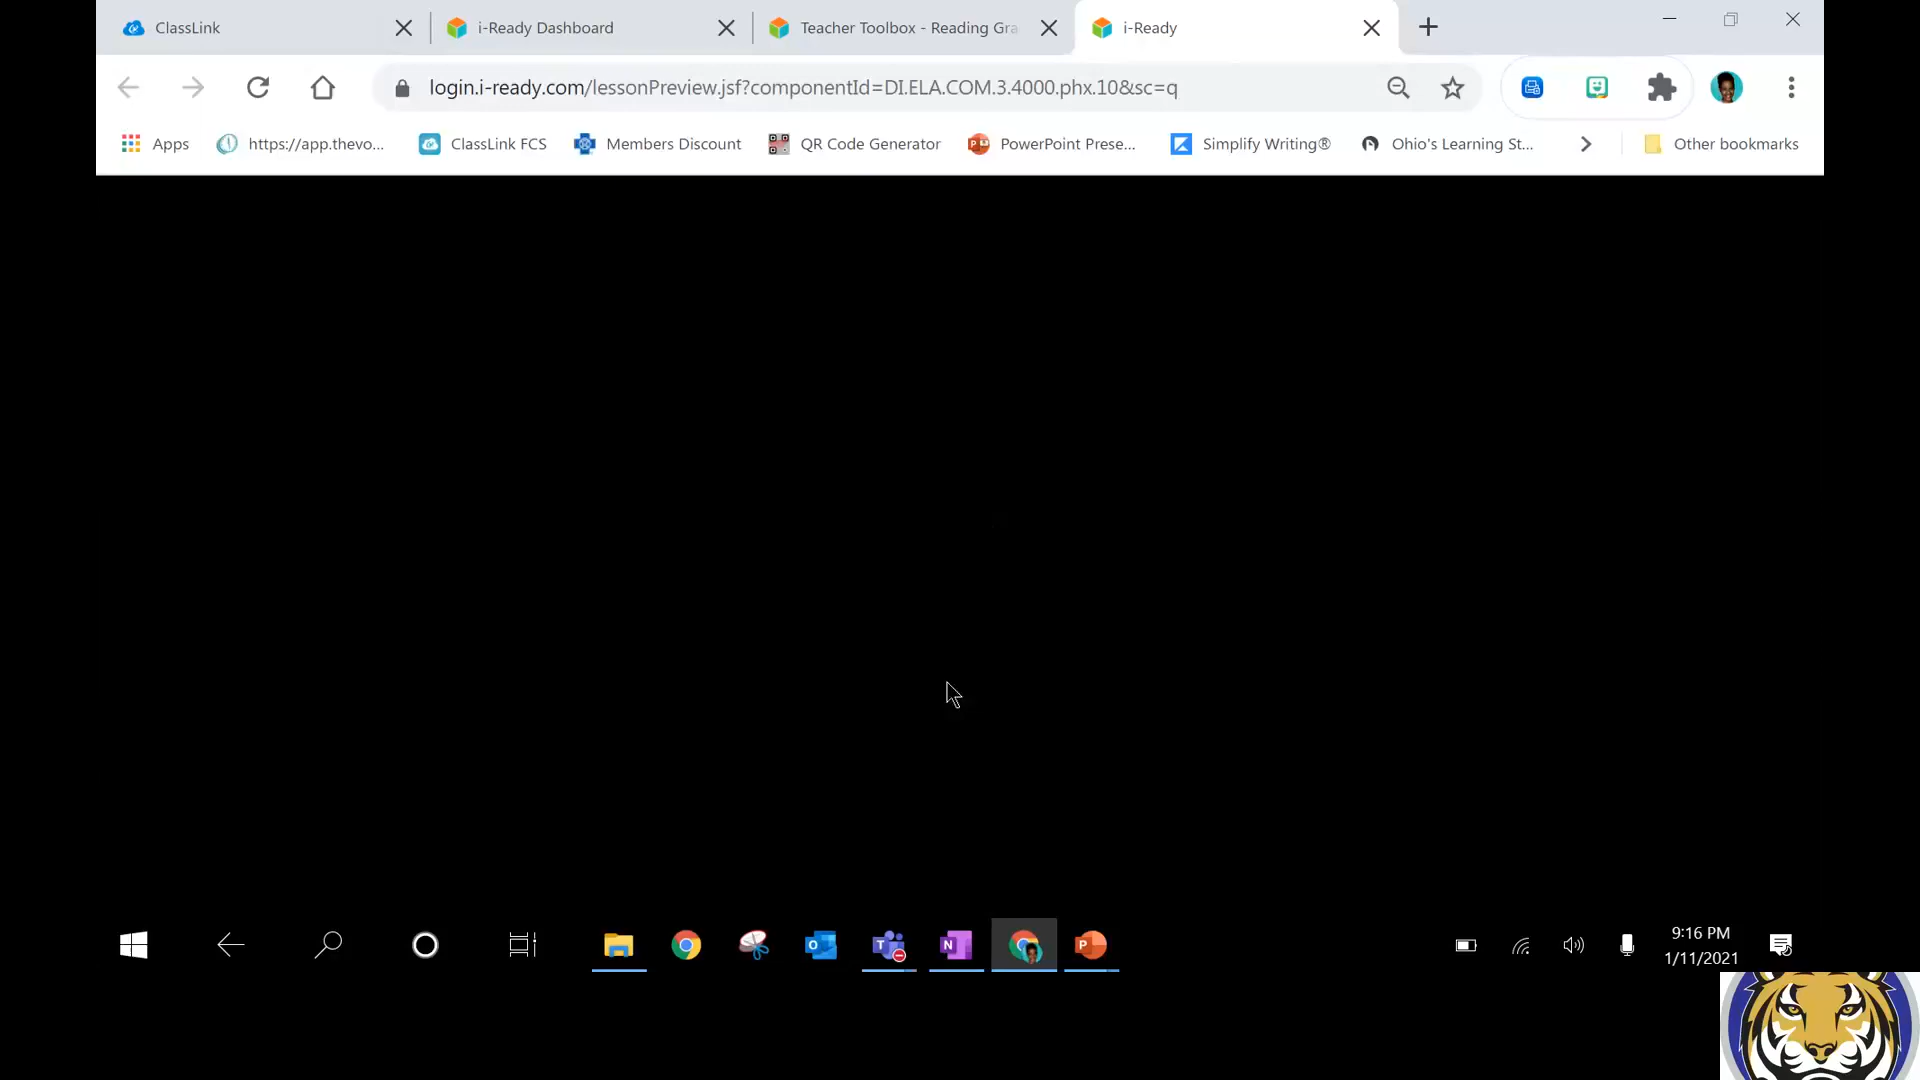 ClassLink
i-Ready Dashboard
Teacher Toolbox - Reading Gra
i-Ready
login.i-ready.com/lessonPreview.jsf?componentId=DI.ELA.COM.3.4000.phx.10&sc=q
Apps
https://app.thevo...
ClassLink FCS
Members Discount
QR Code Generator
PowerPoint Prese...
Simplify Writing®
Ohio's Learning St...
Other bookmarks
9:16 PM
1/11/2021